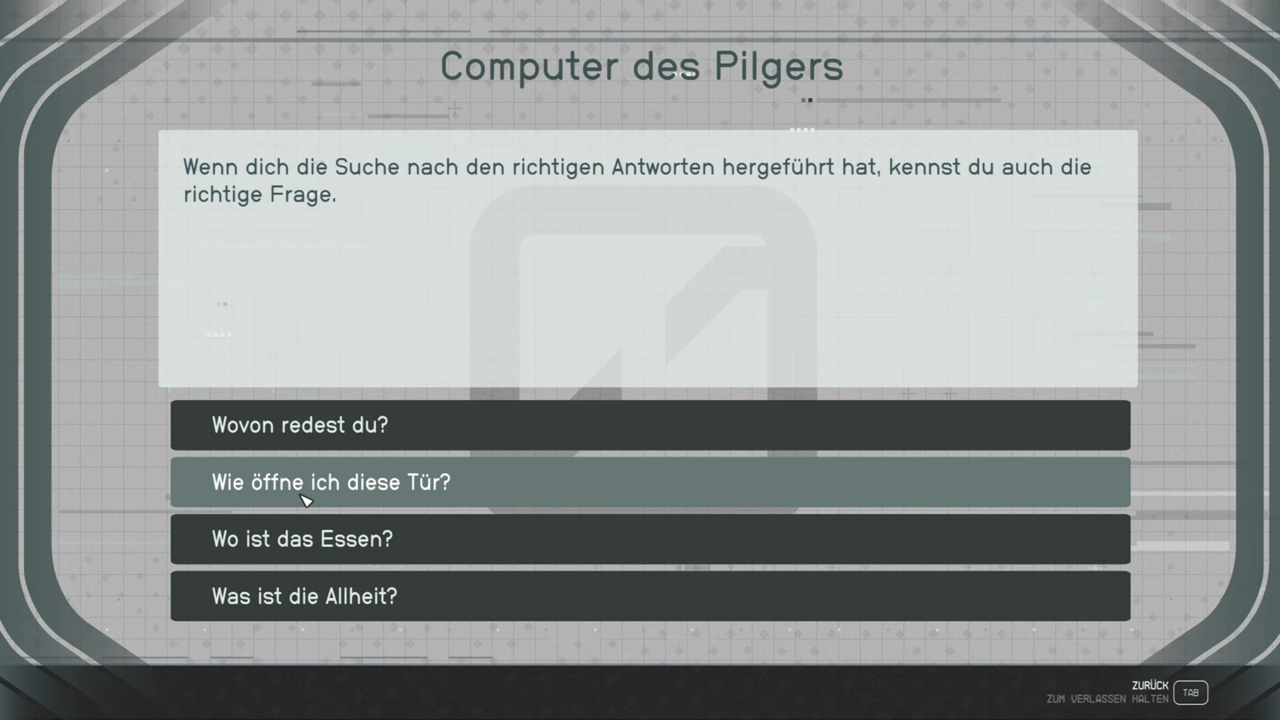 Computer des Pilgers
Wenn dich die Suche nach den richtigen Antworten hergeführt hat, kennst du auch die
richtige Frage.
Wovon redest du?
Wie öffne ich diese Tür?
Wo ist das Essen?
Was ist die Allheit?
ZURÜCK
ZUM VERLASSEN HALTEN
TAB